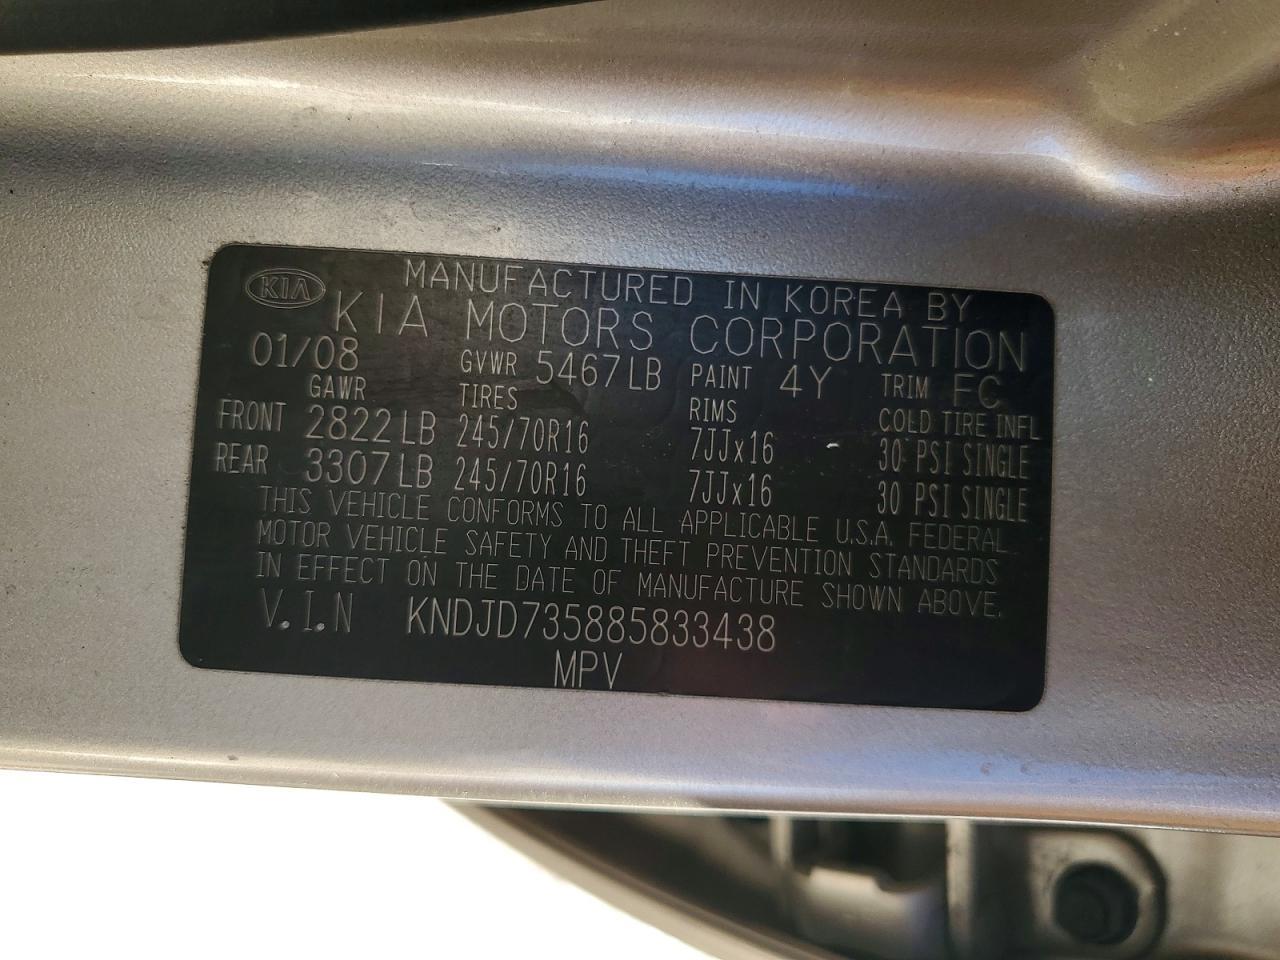 KIA MANUFACTURED IN KOREA BY
KIA MOTORS CORPORATION
01/08 GVWR 5467LB PAINT 4Y TRIM FC
GAWR TIRES RIMS COLD TIRE INFL
FRONT 2822LB 245/70R16 7JJx16 30 PSI SINGLE
REAR 3307LB 245/70R16 7JJx16 30 PSI SINGLE
THIS VEHICLE CONFORMS TO ALL APPLICABLE U.S.A. FEDERAL
MOTOR VEHICLE SAFETY AND THEFT PREVENTION STANDARDS
IN EFFECT ON THE DATE OF MANUFACTURE SHOWN ABOVE.
V.I.N KNDJD735885833438
MPV